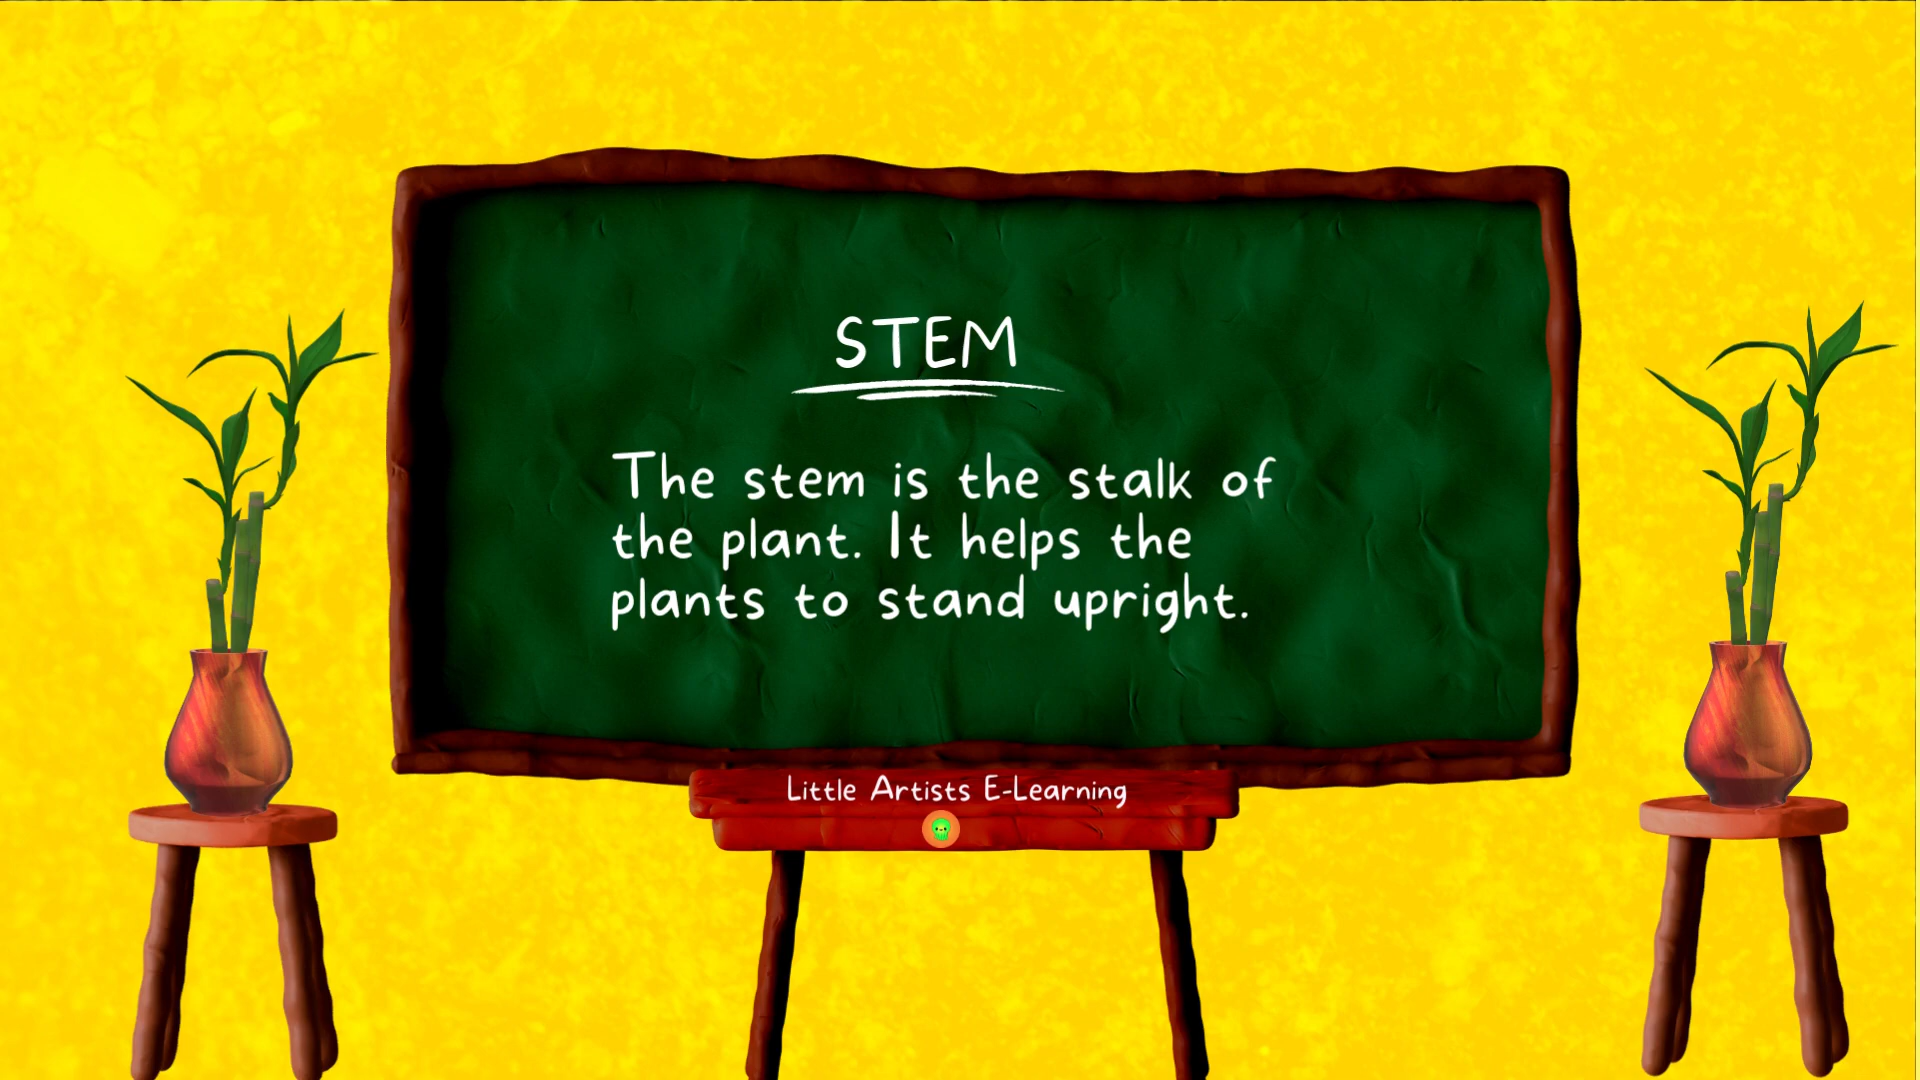 STEM
The stem is the stalk of
the plant. It helps the
plants to stand upright.
Little Artists E-Learning